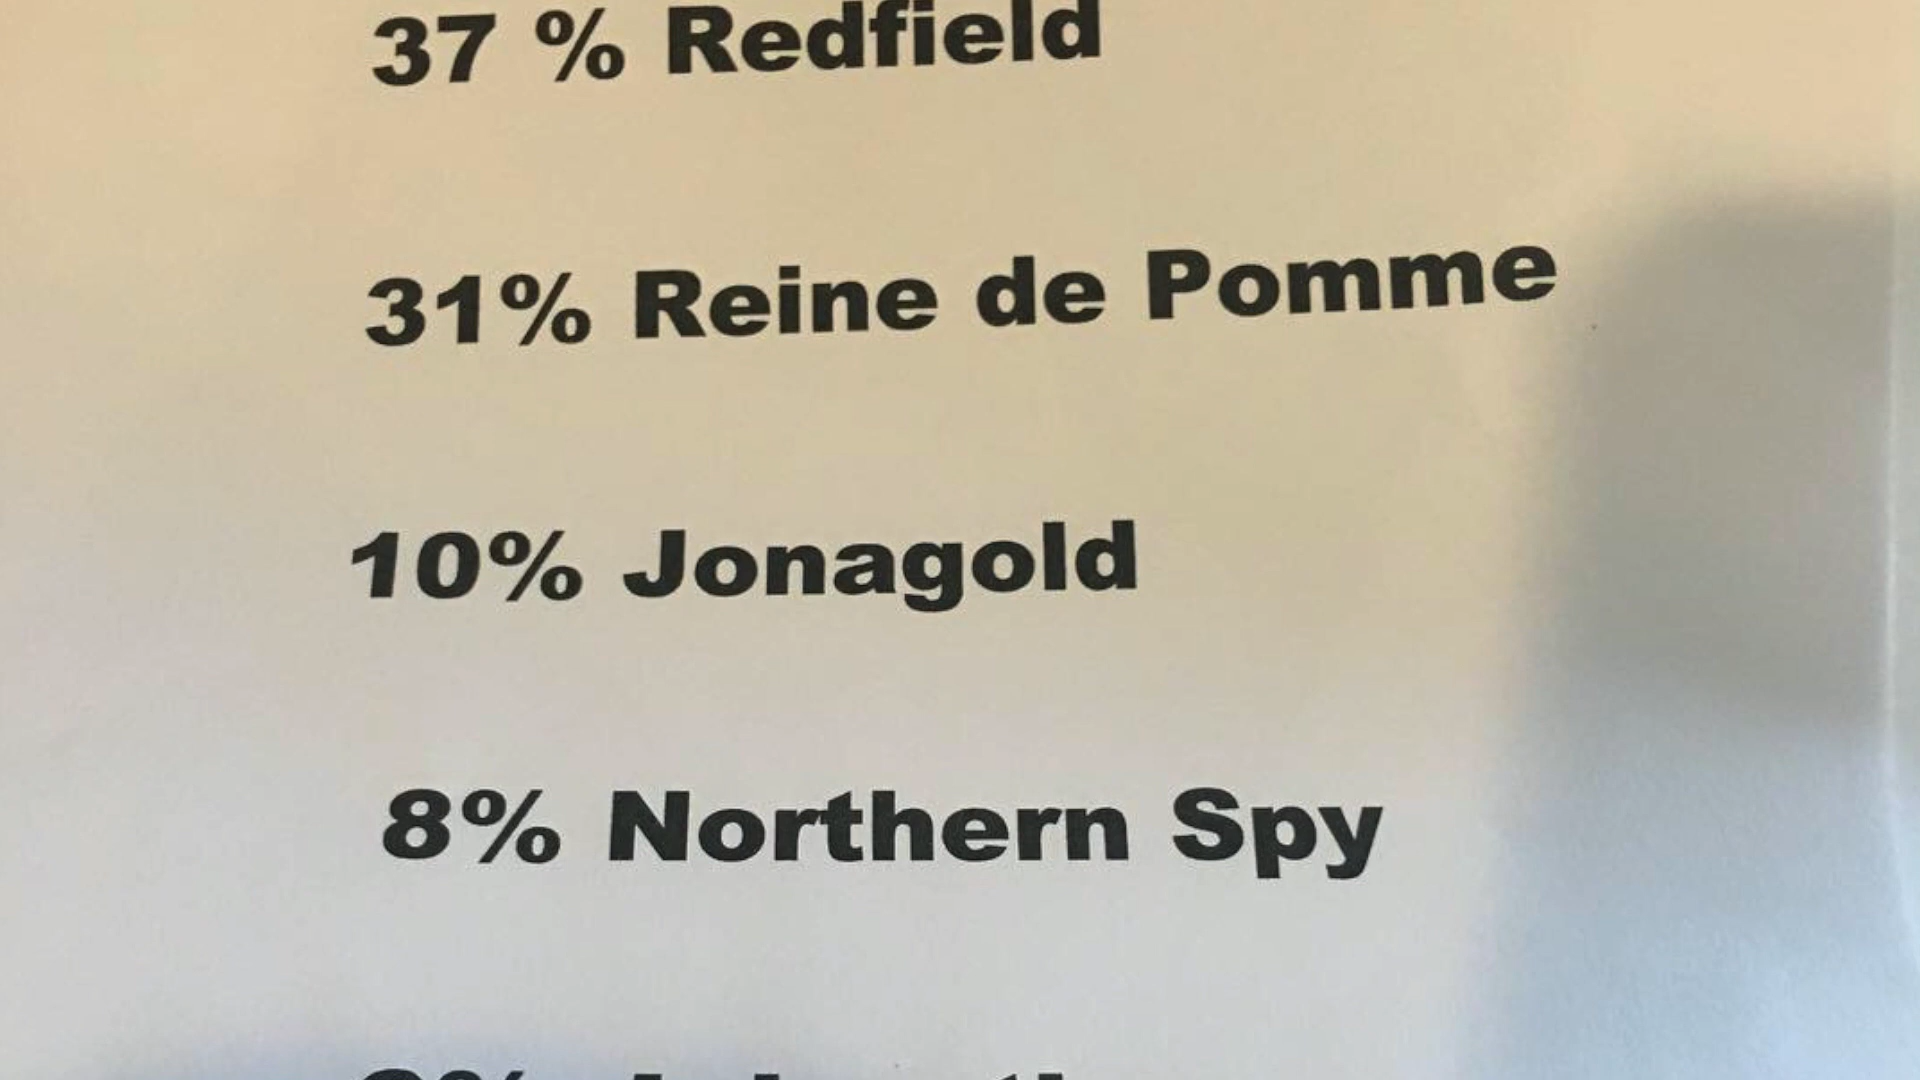 37 % Redfield
31% Reine de Pomme
10% Jonagold
8% Northern Spy